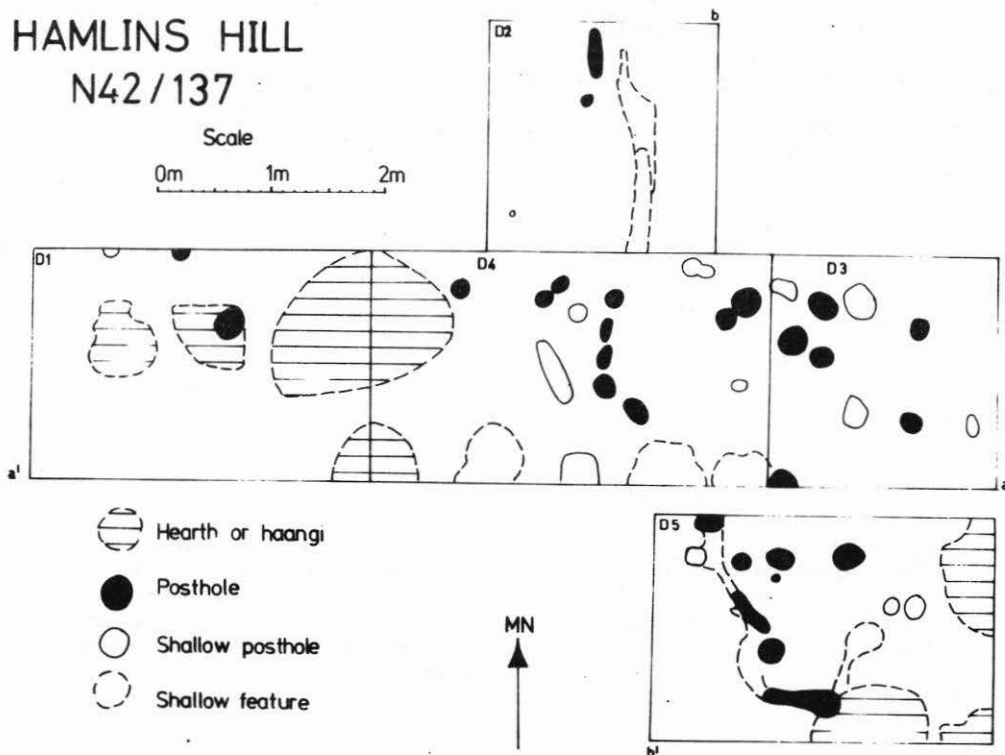 HAMLINS HILL
N42/137
Scale
0m 1m 2m
b
D2
D1
D4
D3
a'
a
D5
b'
Hearth or haangi
Posthole
Shallow posthole
Shallow feature
MN